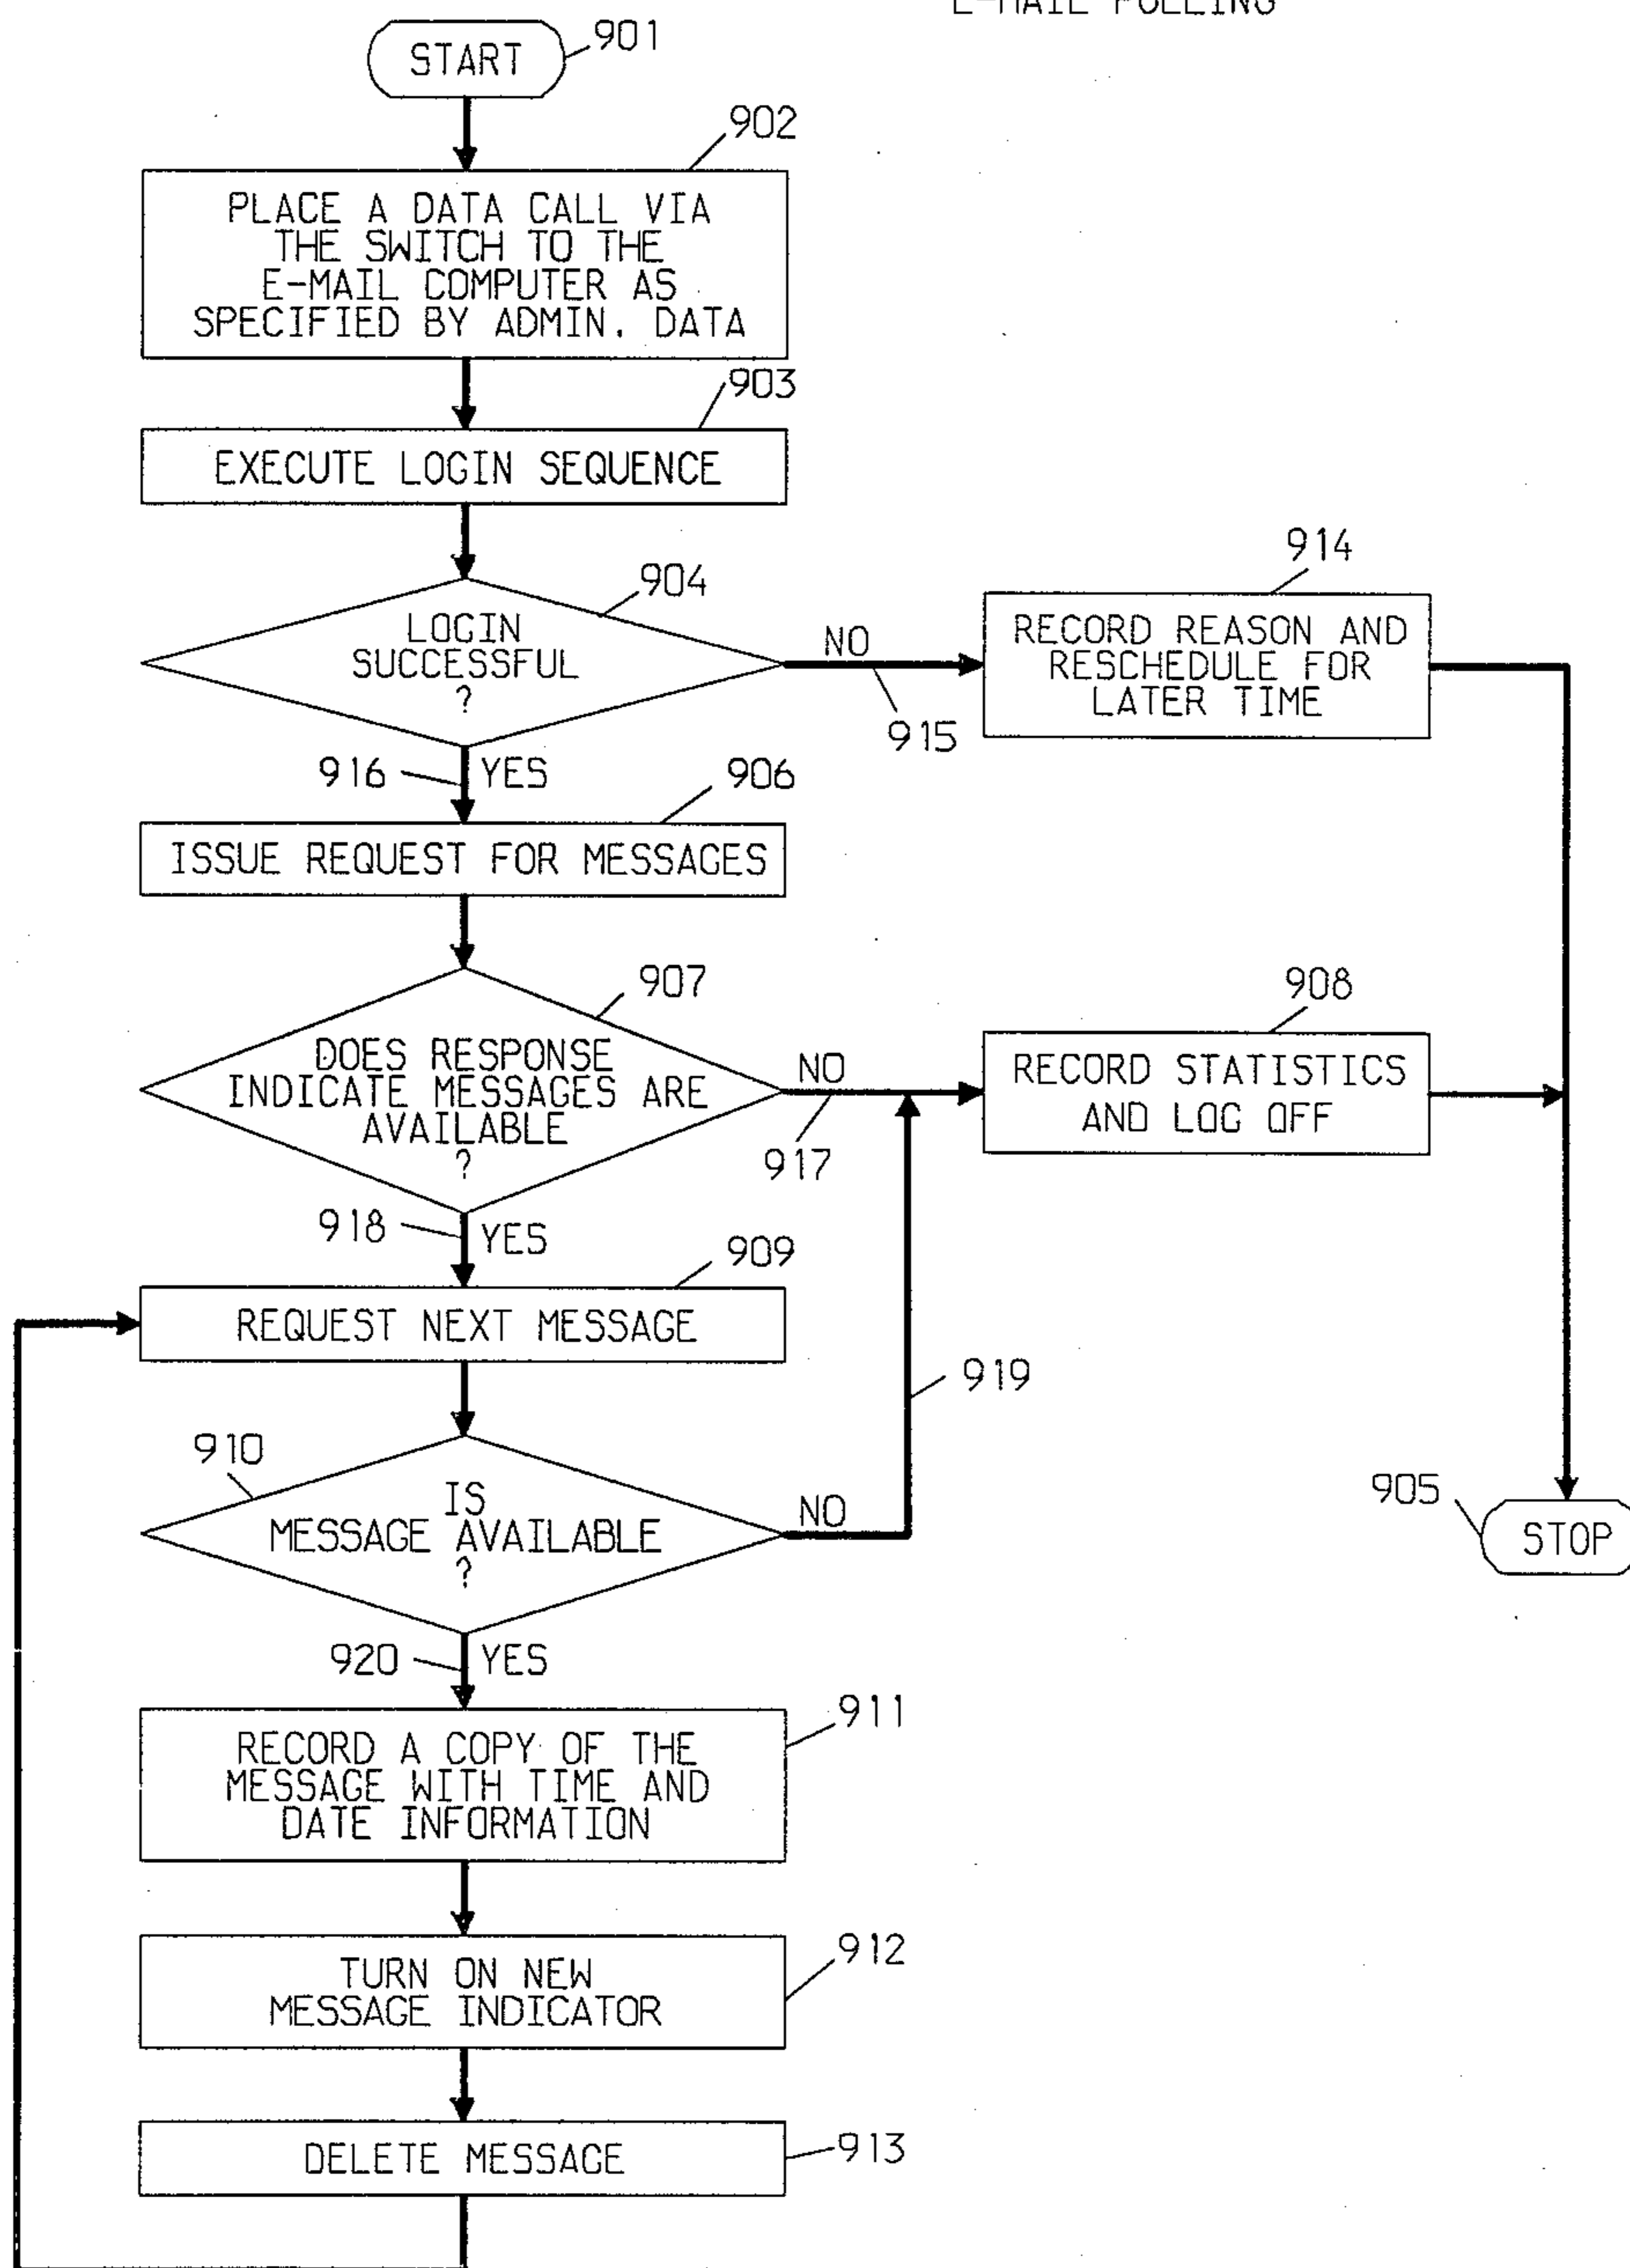 E-MAIL POLLING
START
901
902
PLACE A DATA CALL VIA
THE SWITCH TO THE
E-MAIL COMPUTER AS
SPECIFIED BY ADMIN. DATA
903
EXECUTE LOGIN SEQUENCE
904
LOGIN
SUCCESSFUL
?
NO
915
914
RECORD REASON AND
RESCHEDULE FOR
LATER TIME
916
YES
906
ISSUE REQUEST FOR MESSAGES
907
DOES RESPONSE
INDICATE MESSAGES ARE
AVAILABLE
?
NO
917
908
RECORD STATISTICS
AND LOG OFF
918
YES
909
REQUEST NEXT MESSAGE
919
910
IS
MESSAGE AVAILABLE
?
NO
905
STOP
920
YES
911
RECORD A COPY OF THE
MESSAGE WITH TIME AND
DATE INFORMATION
912
TURN ON NEW
MESSAGE INDICATOR
913
DELETE MESSAGE